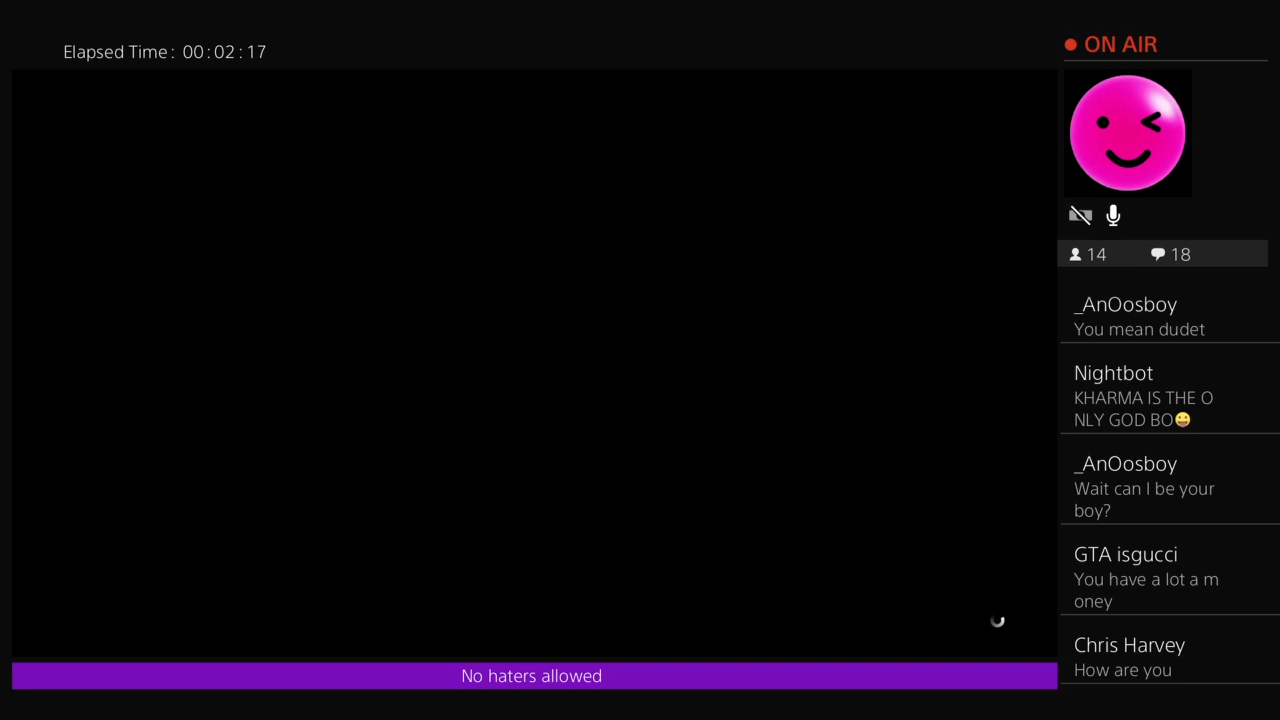 Elapsed Time: 00:02:17
ON AIR
14 18
_AnOosboy
You mean dudet
Nightbot
KHARMA IS THE O
NLY GOD BO😀
_AnOosboy
Wait can I be your
boy?
GTA isgucci
You have a lot a m
oney
Chris Harvey
How are you
No haters allowed